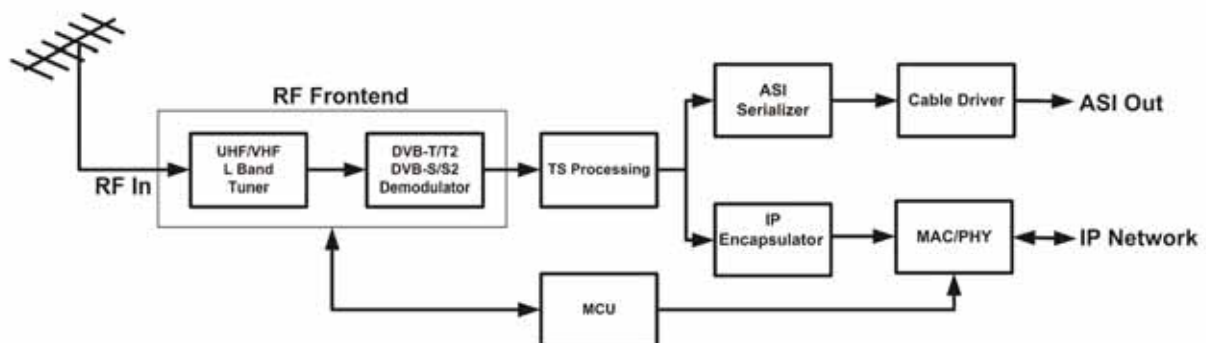 RF Frontend
RF In
UHF/VHF
L Band
Tuner
DVB-T/T2
DVB-S/S2
Demodulator
TS Processing
ASI
Serializer
Cable Driver
ASI Out
IP
Encapsulator
MAC/PHY
IP Network
MCU